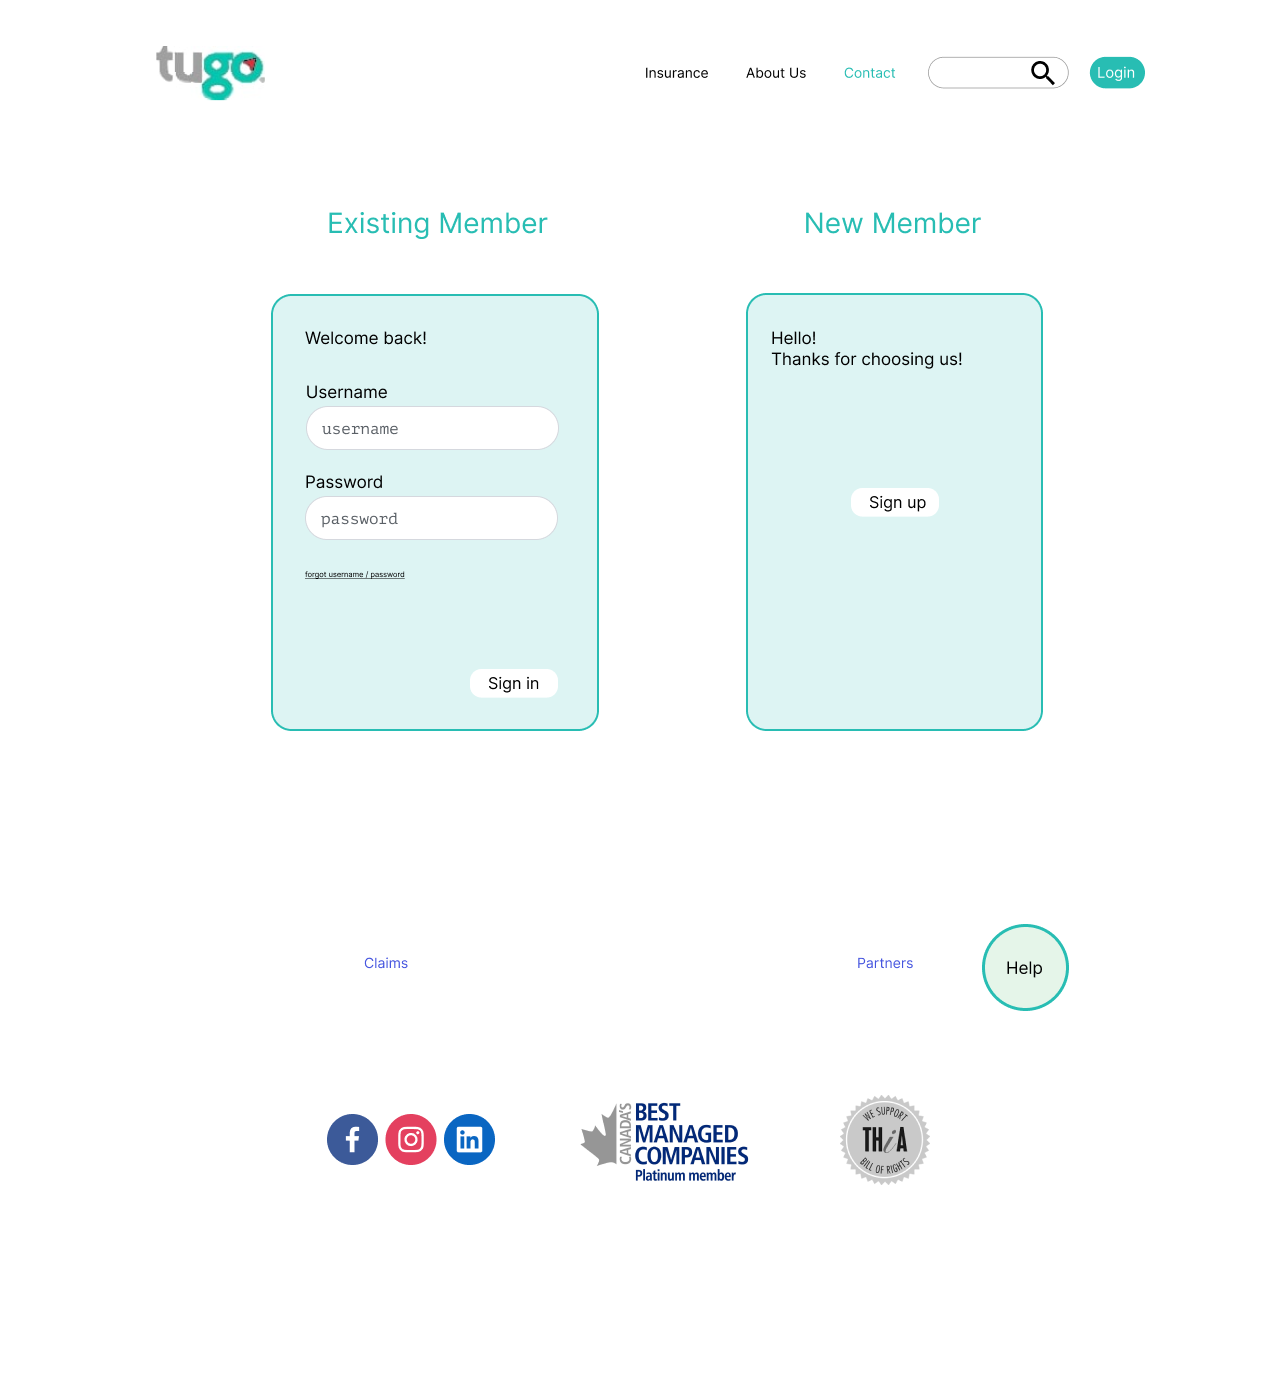 tugo
Insurance
About Us
Contact
Login
Existing Member
New Member
Welcome back!
Username
username
Password
password
forgot username / password
Sign in
Hello!
Thanks for choosing us!
Sign up
Claims
Partners
Help
CANADA'S
BEST
MANAGED
COMPANIES
Platinum member
WE SUPPORT
THiA
BILL OF RIGHTS